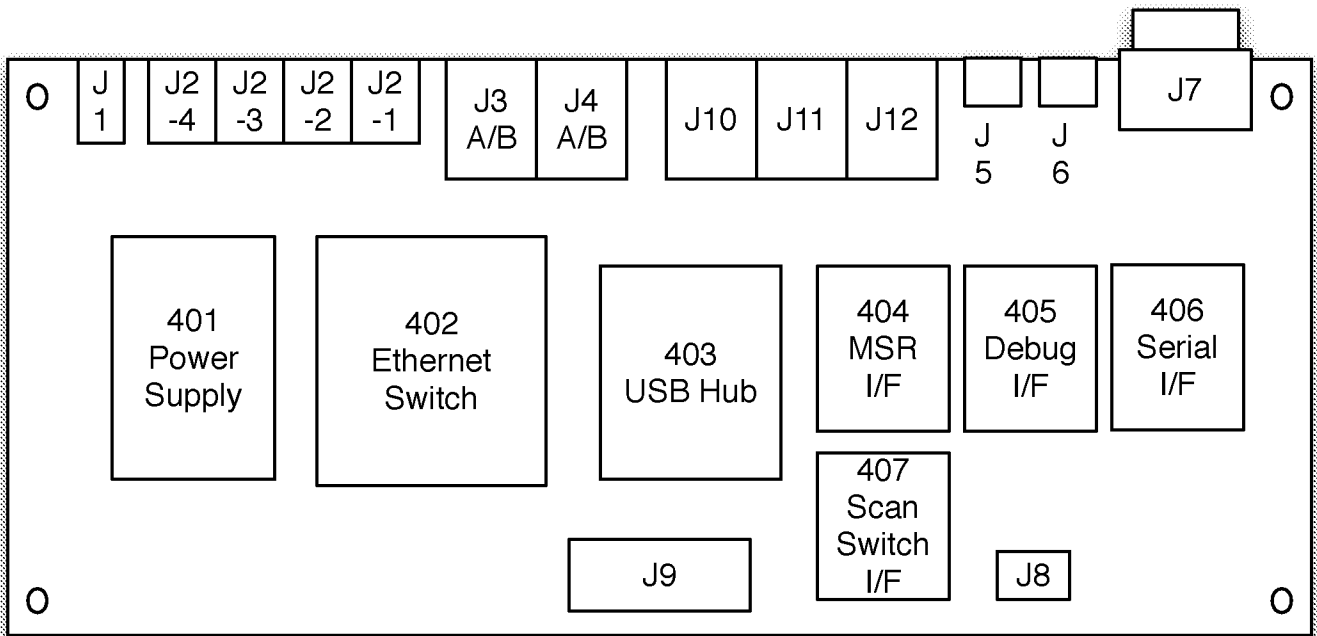 J
1
J2
-4
J2
-3
J2
-2
J2
-1
J3
A/B
J4
A/B
J10
J11
J12
J
5
J
6
J7
401
Power
Supply
402
Ethernet
Switch
403
USB Hub
404
MSR
I/F
405
Debug
I/F
406
Serial
I/F
407
Scan
Switch
I/F
J9
J8